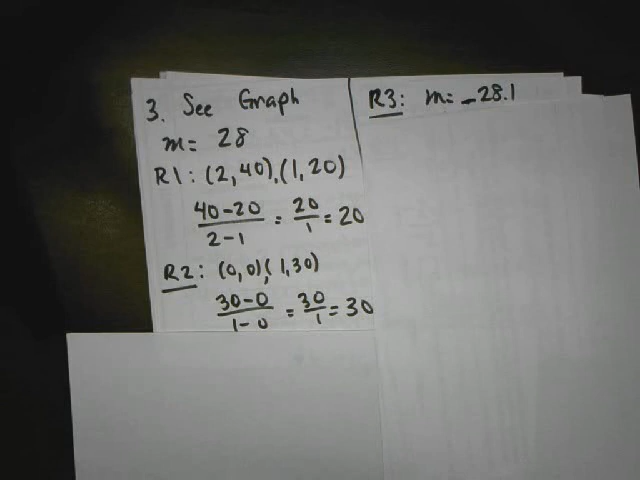 3. See Graph
m= 28
R1: (2,40),(1,20)
40-20/2-1 = 20/1 = 20
R2: (0,0)(1,30)
30-0/1-0 = 30/1 = 30
R3: m= -28.1